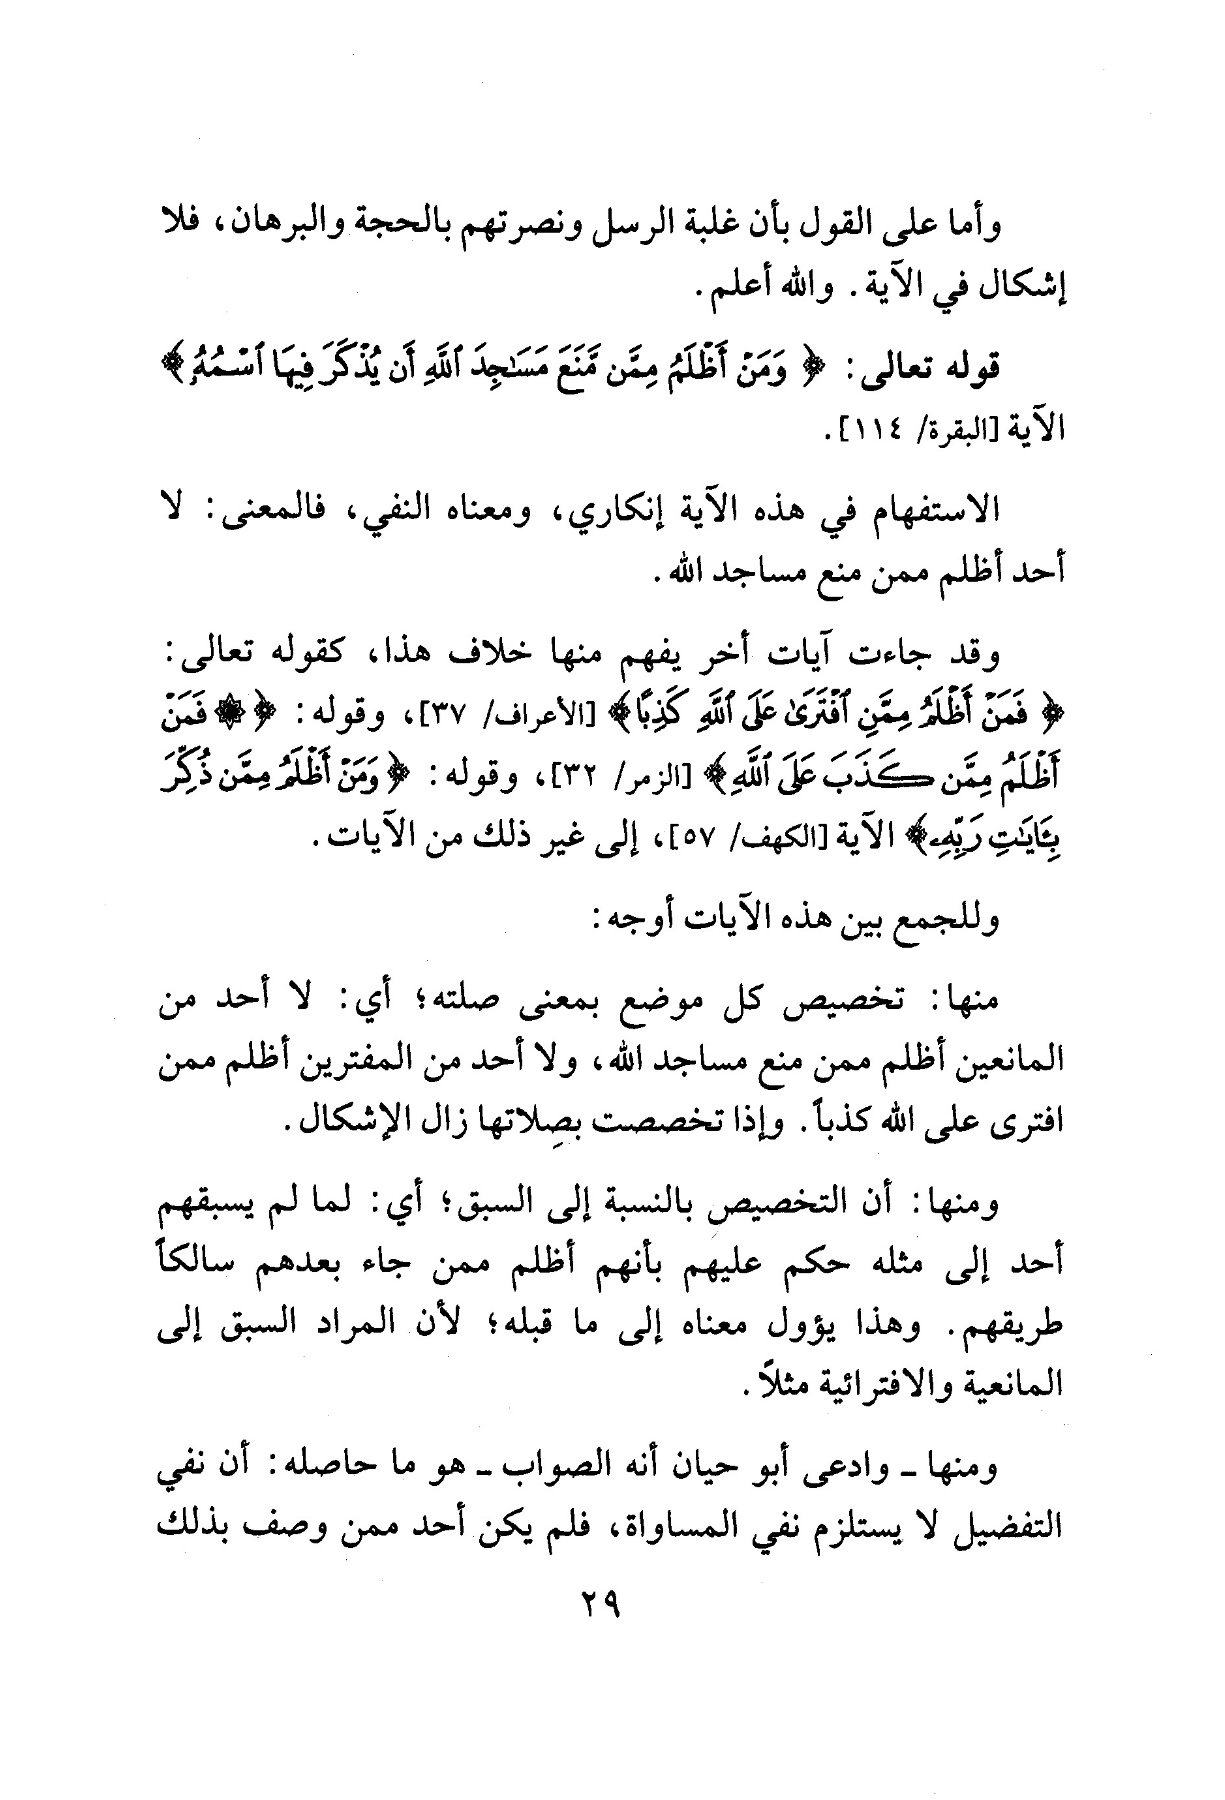 وأما على القول بأن غلبة الرسل ونصرتهم بالحجة والبرهان، فلا
إشكال في الآية. والله أعلم.
قوله تعالى: ﴿وَمَنْ أَظْلَمُ مِمَّن مَّنَعَ مَسَٰجِدَ ٱللَّهِ أَن يُذْكَرَ فِيهَا ٱسْمُهُۥ﴾
الآية [البقرة/ ١١٤].
الاستفهام في هذه الآية إنكاري، ومعناه النفي، فالمعنى: لا
أحد أظلم ممن منع مساجد الله.
وقد جاءت آيات أخر يفهم منها خلاف هذا، كقوله تعالى:
﴿فَمَنْ أَظْلَمُ مِمَّنِ ٱفْتَرَىٰ عَلَى ٱللَّهِ كَذِبًا﴾ [الأعراف/ ٣٧]، وقوله: ﴿۞ فَمَنْ
أَظْلَمُ مِمَّن كَذَبَ عَلَى ٱللَّهِ﴾ [الزمر/ ٣٢]، وقوله: ﴿وَمَنْ أَظْلَمُ مِمَّن ذُكِّرَ
بِـَٔايَٰتِ رَبِّهِۦ﴾ الآية [الكهف/ ٥٧]، إلى غير ذلك من الآيات.
وللجمع بين هذه الآيات أوجه:
منها: تخصيص كل موضع بمعنى صلته؛ أي: لا أحد من
المانعين أظلم ممن منع مساجد الله، ولا أحد من المفترين أظلم ممن
افترى على الله كذباً. وإذا تخصصت بصِلاتها زال الإشكال.
ومنها: أن التخصيص بالنسبة إلى السبق؛ أي: لما لم يسبقهم
أحد إلى مثله حكم عليهم بأنهم أظلم ممن جاء بعدهم سالكاً
طريقهم. وهذا يؤول معناه إلى ما قبله؛ لأن المراد السبق إلى
المانعية والافترائية مثلاً.
ومنها ـ وادعى أبو حيان أنه الصواب ـ هو ما حاصله: أن نفي
التفضيل لا يستلزم نفي المساواة، فلم يكن أحد ممن وصف بذلك
٢٩